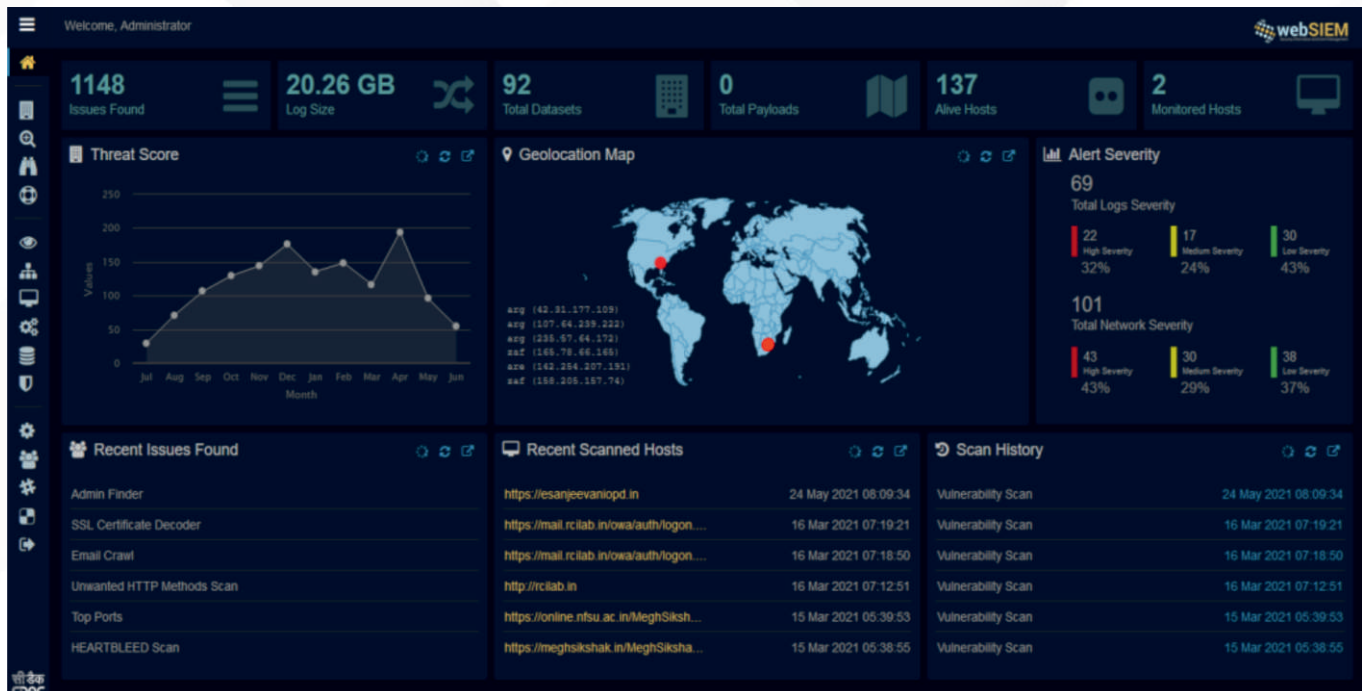 Welcome, Administrator
webSIEM
1148
Issues Found
20.26 GB
Log Size
92
Total Datasets
0
Total Payloads
137
Alive Hosts
2
Monitored Hosts
Threat Score
250
200
150
100
50
0
Values
Jul Aug Sep Oct Nov Dec Jan Feb Mar Apr May Jun
Month
Geolocation Map
arg (42.31.177.109)
arg (107.64.239.222)
arg (235.57.64.172)
zaf (165.78.66.165)
are (142.254.207.191)
zaf (158.205.157.74)
Alert Severity
69
Total Logs Severity
22 17 30
High Severity Medium Severity Low Severity
32% 24% 43%
101
Total Network Severity
43 30 38
High Severity Medium Severity Low Severity
43% 29% 37%
Recent Issues Found
Admin Finder
SSL Certificate Decoder
Email Crawl
Unwanted HTTP Methods Scan
Top Ports
HEARTBLEED Scan
Recent Scanned Hosts
https://esanjeevaniopd.in 24 May 2021 08:09:34
https://mail.rcilab.in/owa/auth/logon.... 16 Mar 2021 07:19:21
https://mail.rcilab.in/owa/auth/logon.... 16 Mar 2021 07:18:50
http://rcilab.in 16 Mar 2021 07:12:51
https://online.nfsu.ac.in/MeghSiksh... 15 Mar 2021 05:39:53
https://meghsikshak.in/MeghSiksha... 15 Mar 2021 05:38:55
Scan History
Vulnerability Scan 24 May 2021 08:09:34
Vulnerability Scan 16 Mar 2021 07:19:21
Vulnerability Scan 16 Mar 2021 07:18:50
Vulnerability Scan 16 Mar 2021 07:12:51
Vulnerability Scan 15 Mar 2021 05:39:53
Vulnerability Scan 15 Mar 2021 05:38:55
सी डैक